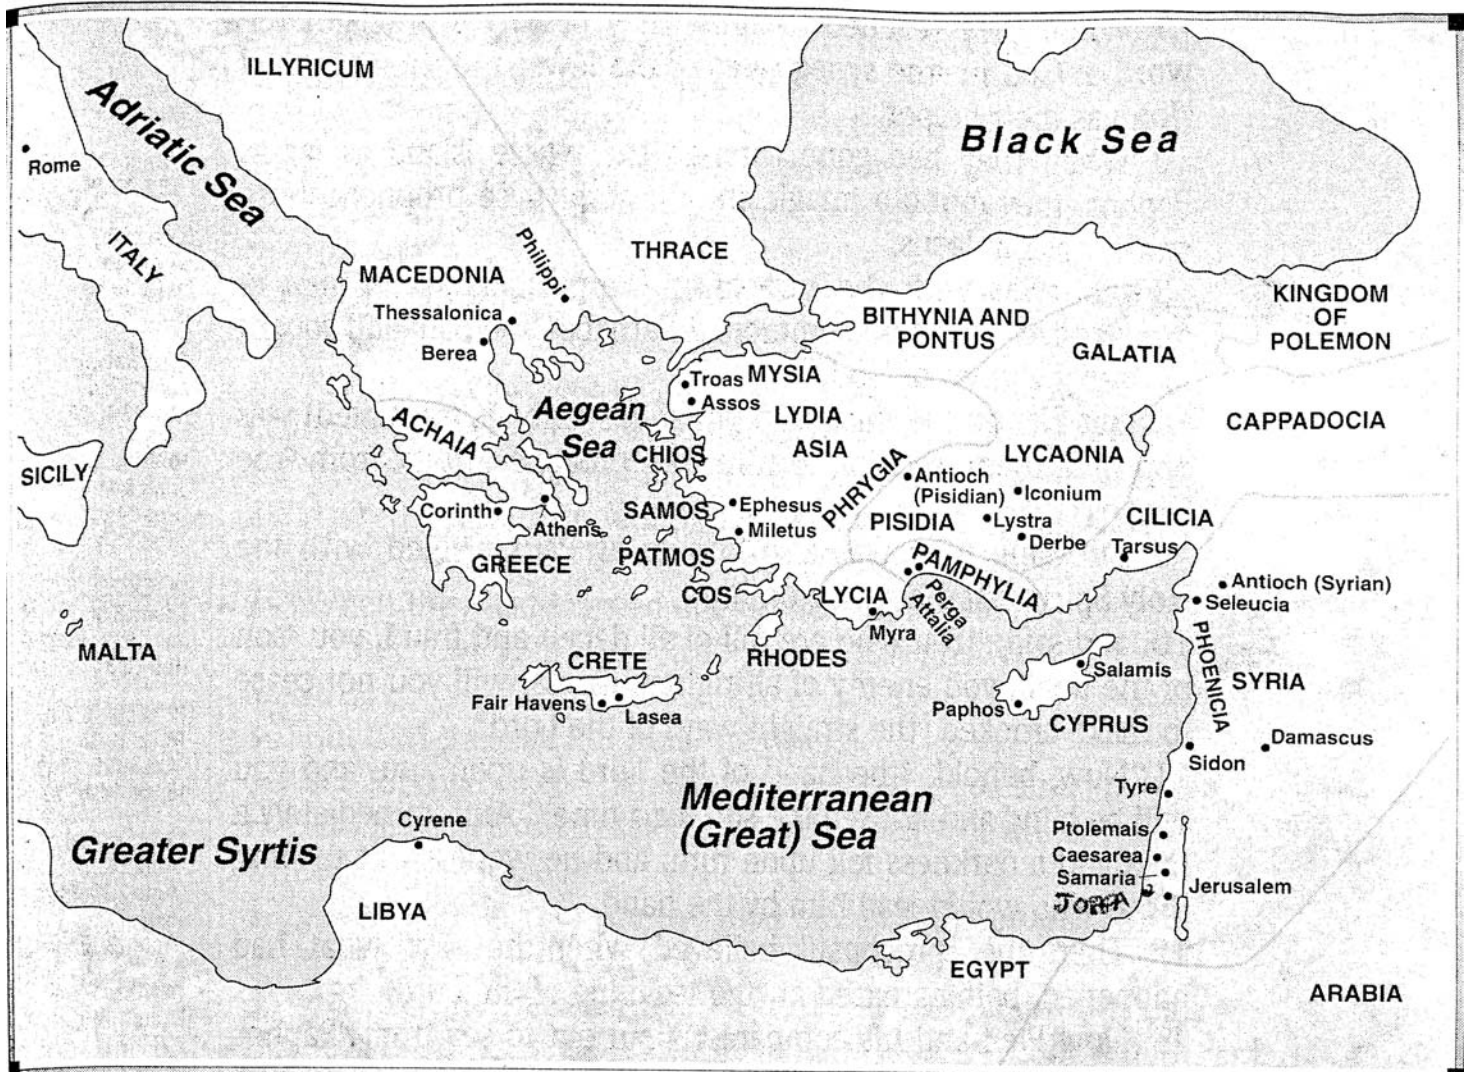 ILLYRICUM
Adriatic Sea
Black Sea
Rome
ITALY
THRACE
MACEDONIA
Philippi
Thessalonica
Berea
KINGDOM
OF
POLEMON
BITHYNIA AND
PONTUS
GALATIA
Troas
MYSIA
Assos
LYDIA
CAPPADOCIA
Aegean
Sea
ACHAIA
CHIOS
ASIA
LYCAONIA
SICILY
PHRYGIA
Antioch
(Pisidian)
Iconium
Corinth
Athens
SAMOS
Ephesus
Miletus
PISIDIA
Lystra
Derbe
CILICIA
Tarsus
GREECE
PATMOS
COS
LYCIA
PAMPHYLIA
Perga
Attalia
Myra
Antioch (Syrian)
Seleucia
MALTA
CRETE
RHODES
Salamis
PHOENICIA
SYRIA
Fair Havens
Lasea
Paphos
CYPRUS
Sidon
Damascus
Mediterranean
(Great) Sea
Tyre
Cyrene
Greater Syrtis
Ptolemais
Caesarea
Samaria
Jerusalem
LIBYA
EGYPT
ARABIA